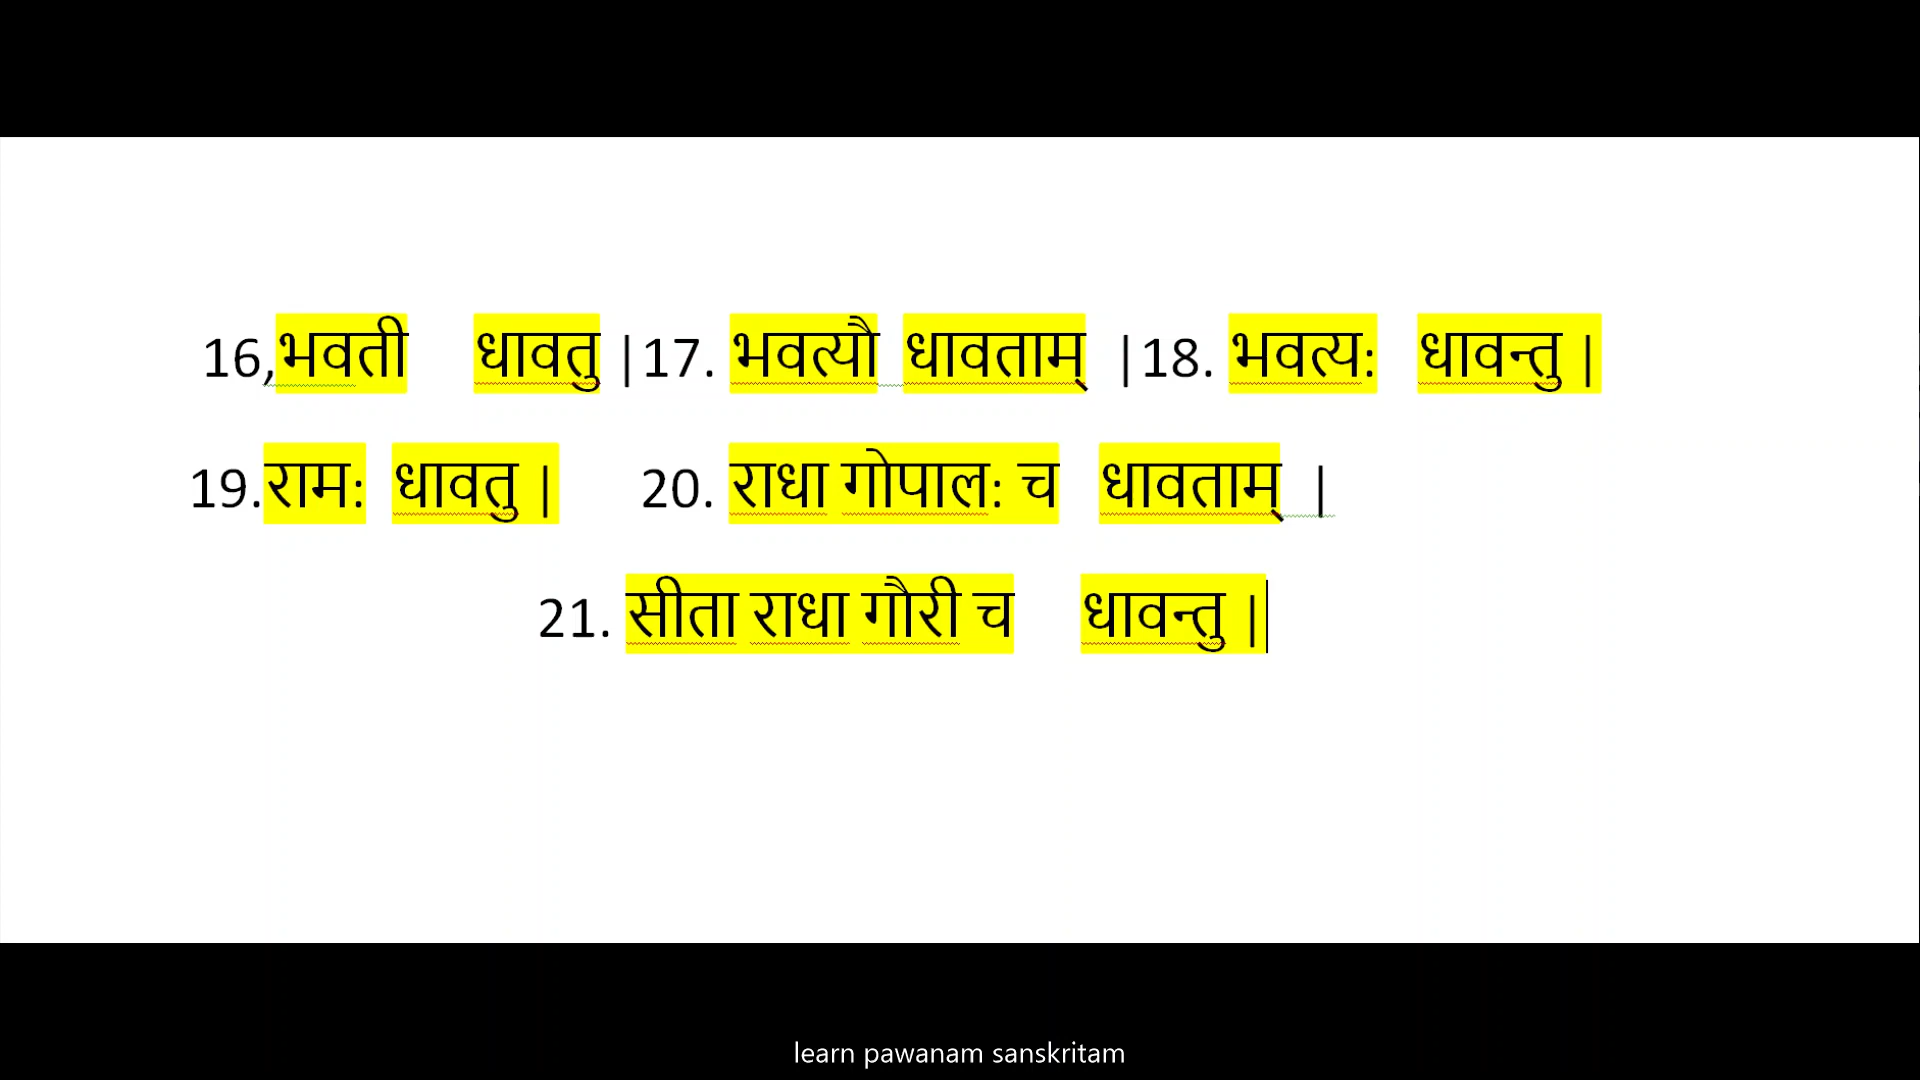 16,भवती धावतु |17. भवत्यौ धावताम् |18. भवत्य: धावन्तु |
19.राम: धावतु | 20. राधा गोपाल: च धावताम् |
21. सीता राधा गौरी च धावन्तु |
learn pawanam sanskritam